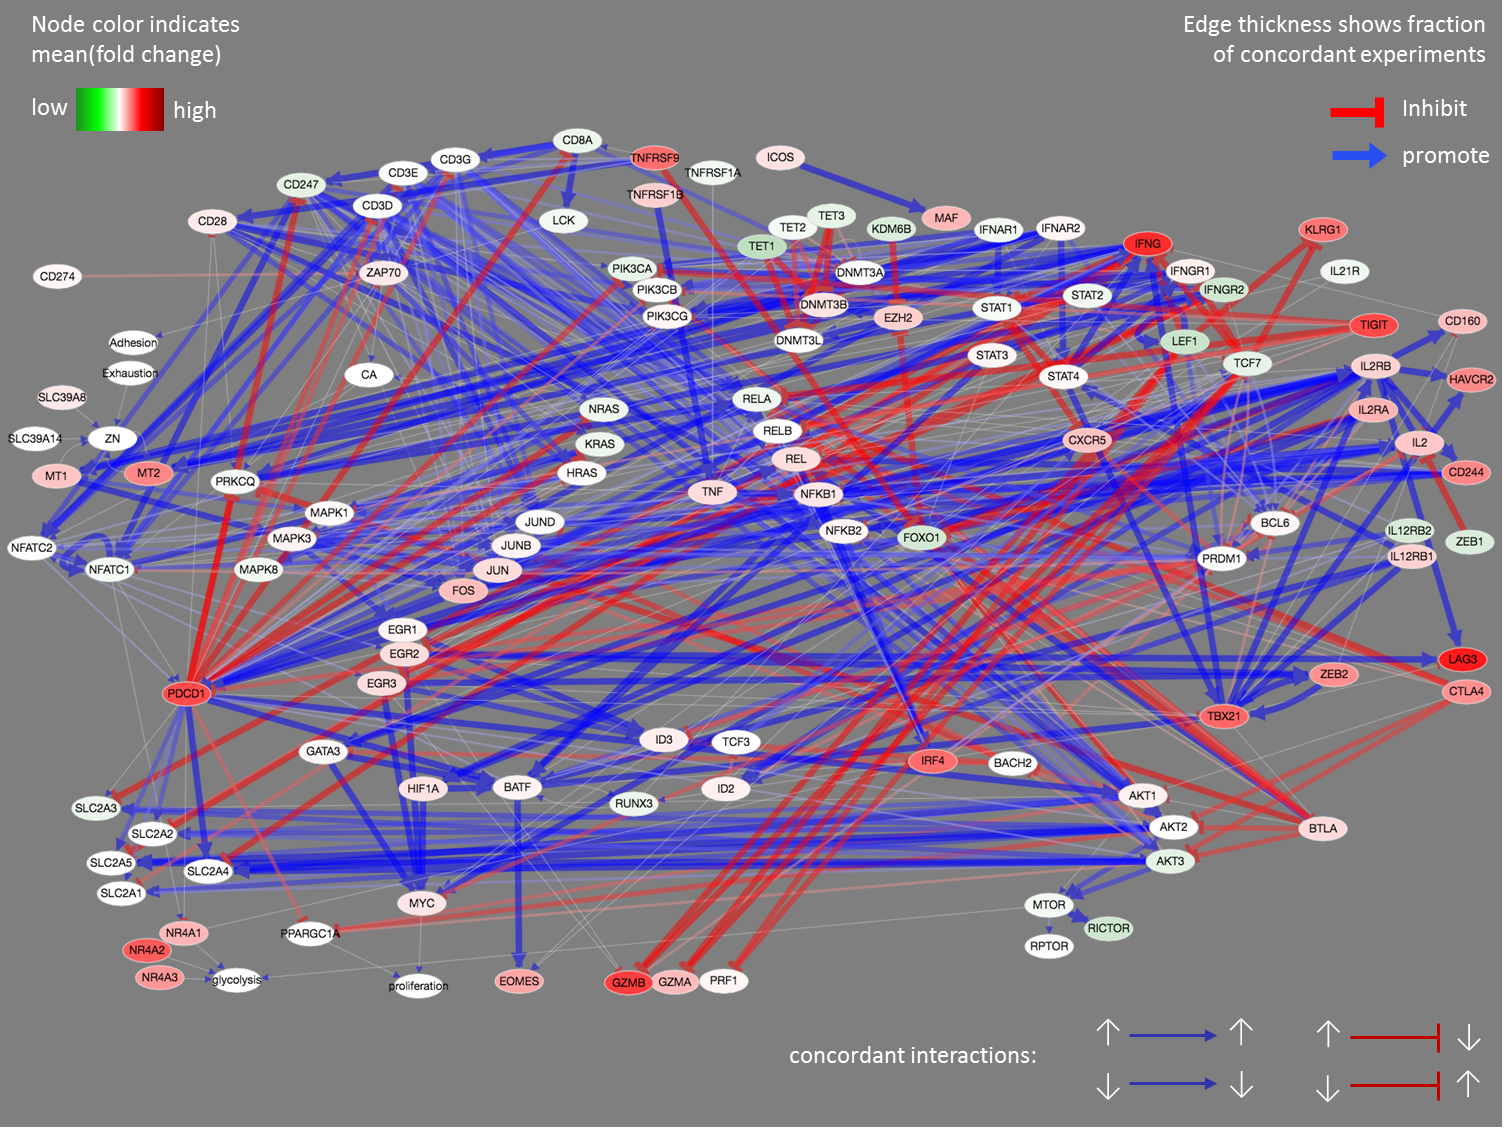 Node color indicates
mean(fold change)
low
high
Edge thickness shows fraction
of concordant experiments
Inhibit
promote
CD8A
CD3G
TNFRSF9
ICOS
CD3E
TNFRSF1A
CD247
TNFRSF1B
CD3D
CD28
LCK
MAF
TET3
TET2
KDM6B
IFNAR1
IFNAR2
KLRG1
TET1
IFNG
CD274
ZAP70
PIK3CA
DNMT3A
IFNGR1
IL21R
PIK3CB
IFNGR2
STAT2
DNMT3B
STAT1
PIK3CG
EZH2
TIGIT
CD160
Adhesion
DNMT3L
LEF1
STAT3
TCF7
Exhaustion
CA
STAT4
IL2RB
HAVCR2
SLC39A8
RELA
NRAS
IL2RA
RELB
SLC39A14
ZN
KRAS
CXCR5
IL2
REL
MT1
MT2
HRAS
CD244
PRKCQ
TNF
NFKB1
MAPK1
JUND
NFKB2
BCL6
IL12RB2
MAPK3
FOXO1
ZEB1
NFATC2
JUNB
PRDM1
IL12RB1
NFATC1
MAPK8
JUN
FOS
EGR1
EGR2
LAG3
EGR3
ZEB2
PDCD1
CTLA4
TBX21
ID3
TCF3
GATA3
IRF4
BACH2
HIF1A
BATF
ID2
AKT1
SLC2A3
RUNX3
SLC2A2
AKT2
BTLA
SLC2A5
AKT3
SLC2A4
SLC2A1
MYC
MTOR
NR4A1
PPARGC1A
RICTOR
NR4A2
RPTOR
NR4A3
glycolysis
proliferation
EOMES
GZMB
GZMA
PRF1
concordant interactions: